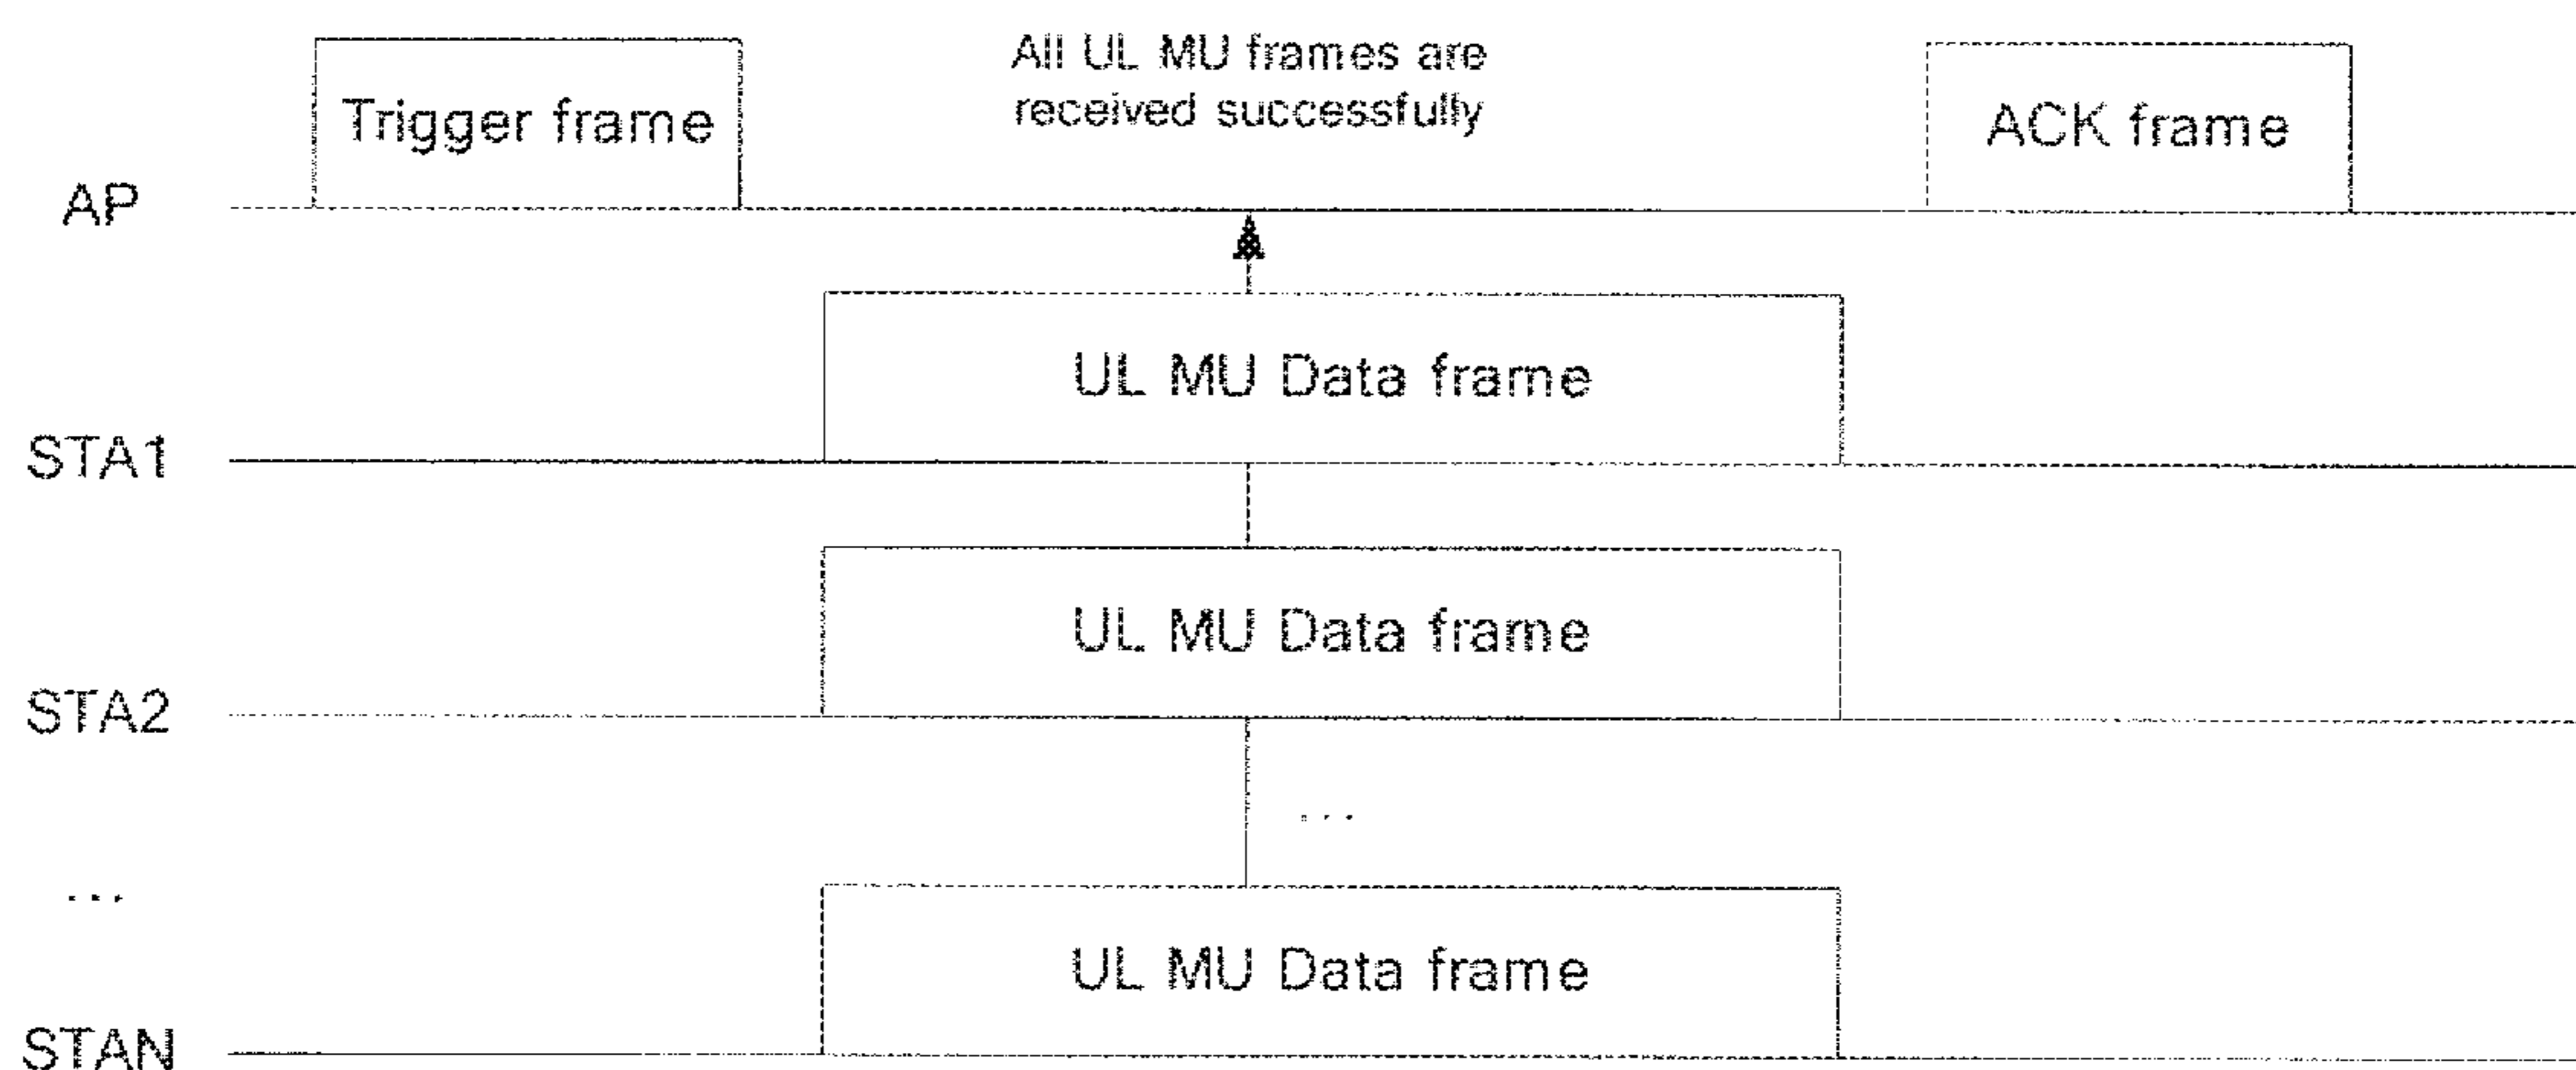 All UL MU frames are
received successfully
Trigger frame
ACK frame
AP
UL MU Data frame
STA1
UL MU Data frame
STA2
...
...
UL MU Data frame
STAN